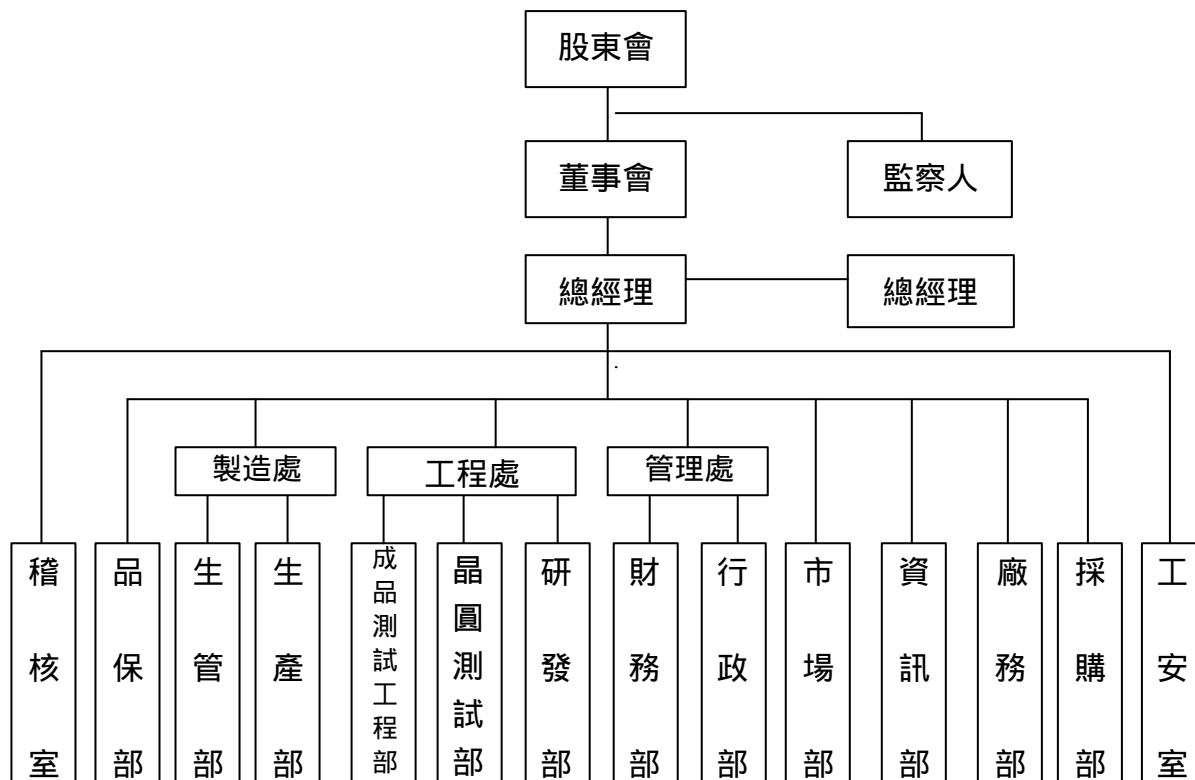 股東會
董事會
監察人
總經理
總經理
製造處
工程處
管理處
稽核室
品保部
生管部
生產部
成品測試工程部
晶圓測試部
研發部
財務部
行政部
市場部
資訊部
廠務部
採購部
工安室